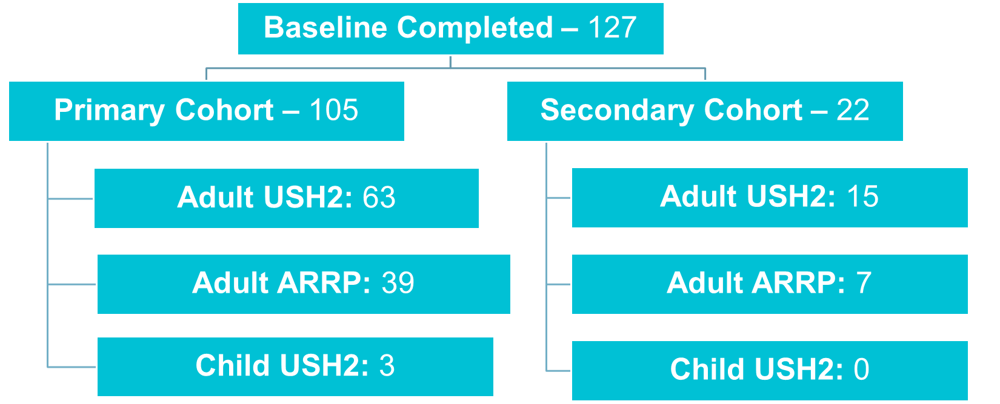 Baseline Completed – 127
Primary Cohort – 105
Adult USH2: 63
Adult ARRP: 39
Child USH2: 3
Secondary Cohort – 22
Adult USH2: 15
Adult ARRP: 7
Child USH2: 0